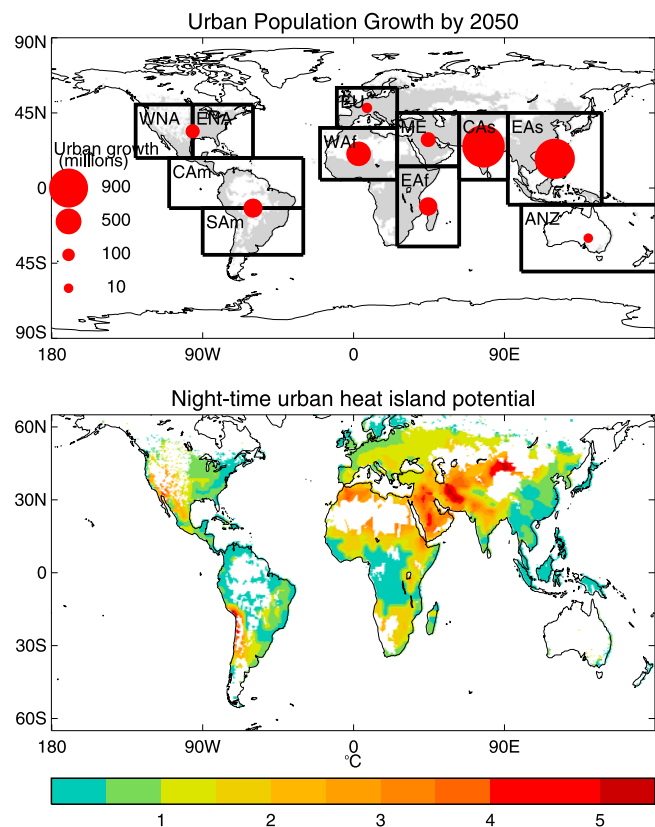 Urban Population Growth by 2050
90N
45N
0
45S
90S
180
90W
0
90E
WNA
ENA
EU
ME
CAs
EAs
WAf
CAm
EAf
SAm
ANZ
Urban growth
(millions)
900
500
100
10
Night-time urban heat island potential
60N
30N
0
30S
60S
180
90W
0
90E
°C
1
2
3
4
5